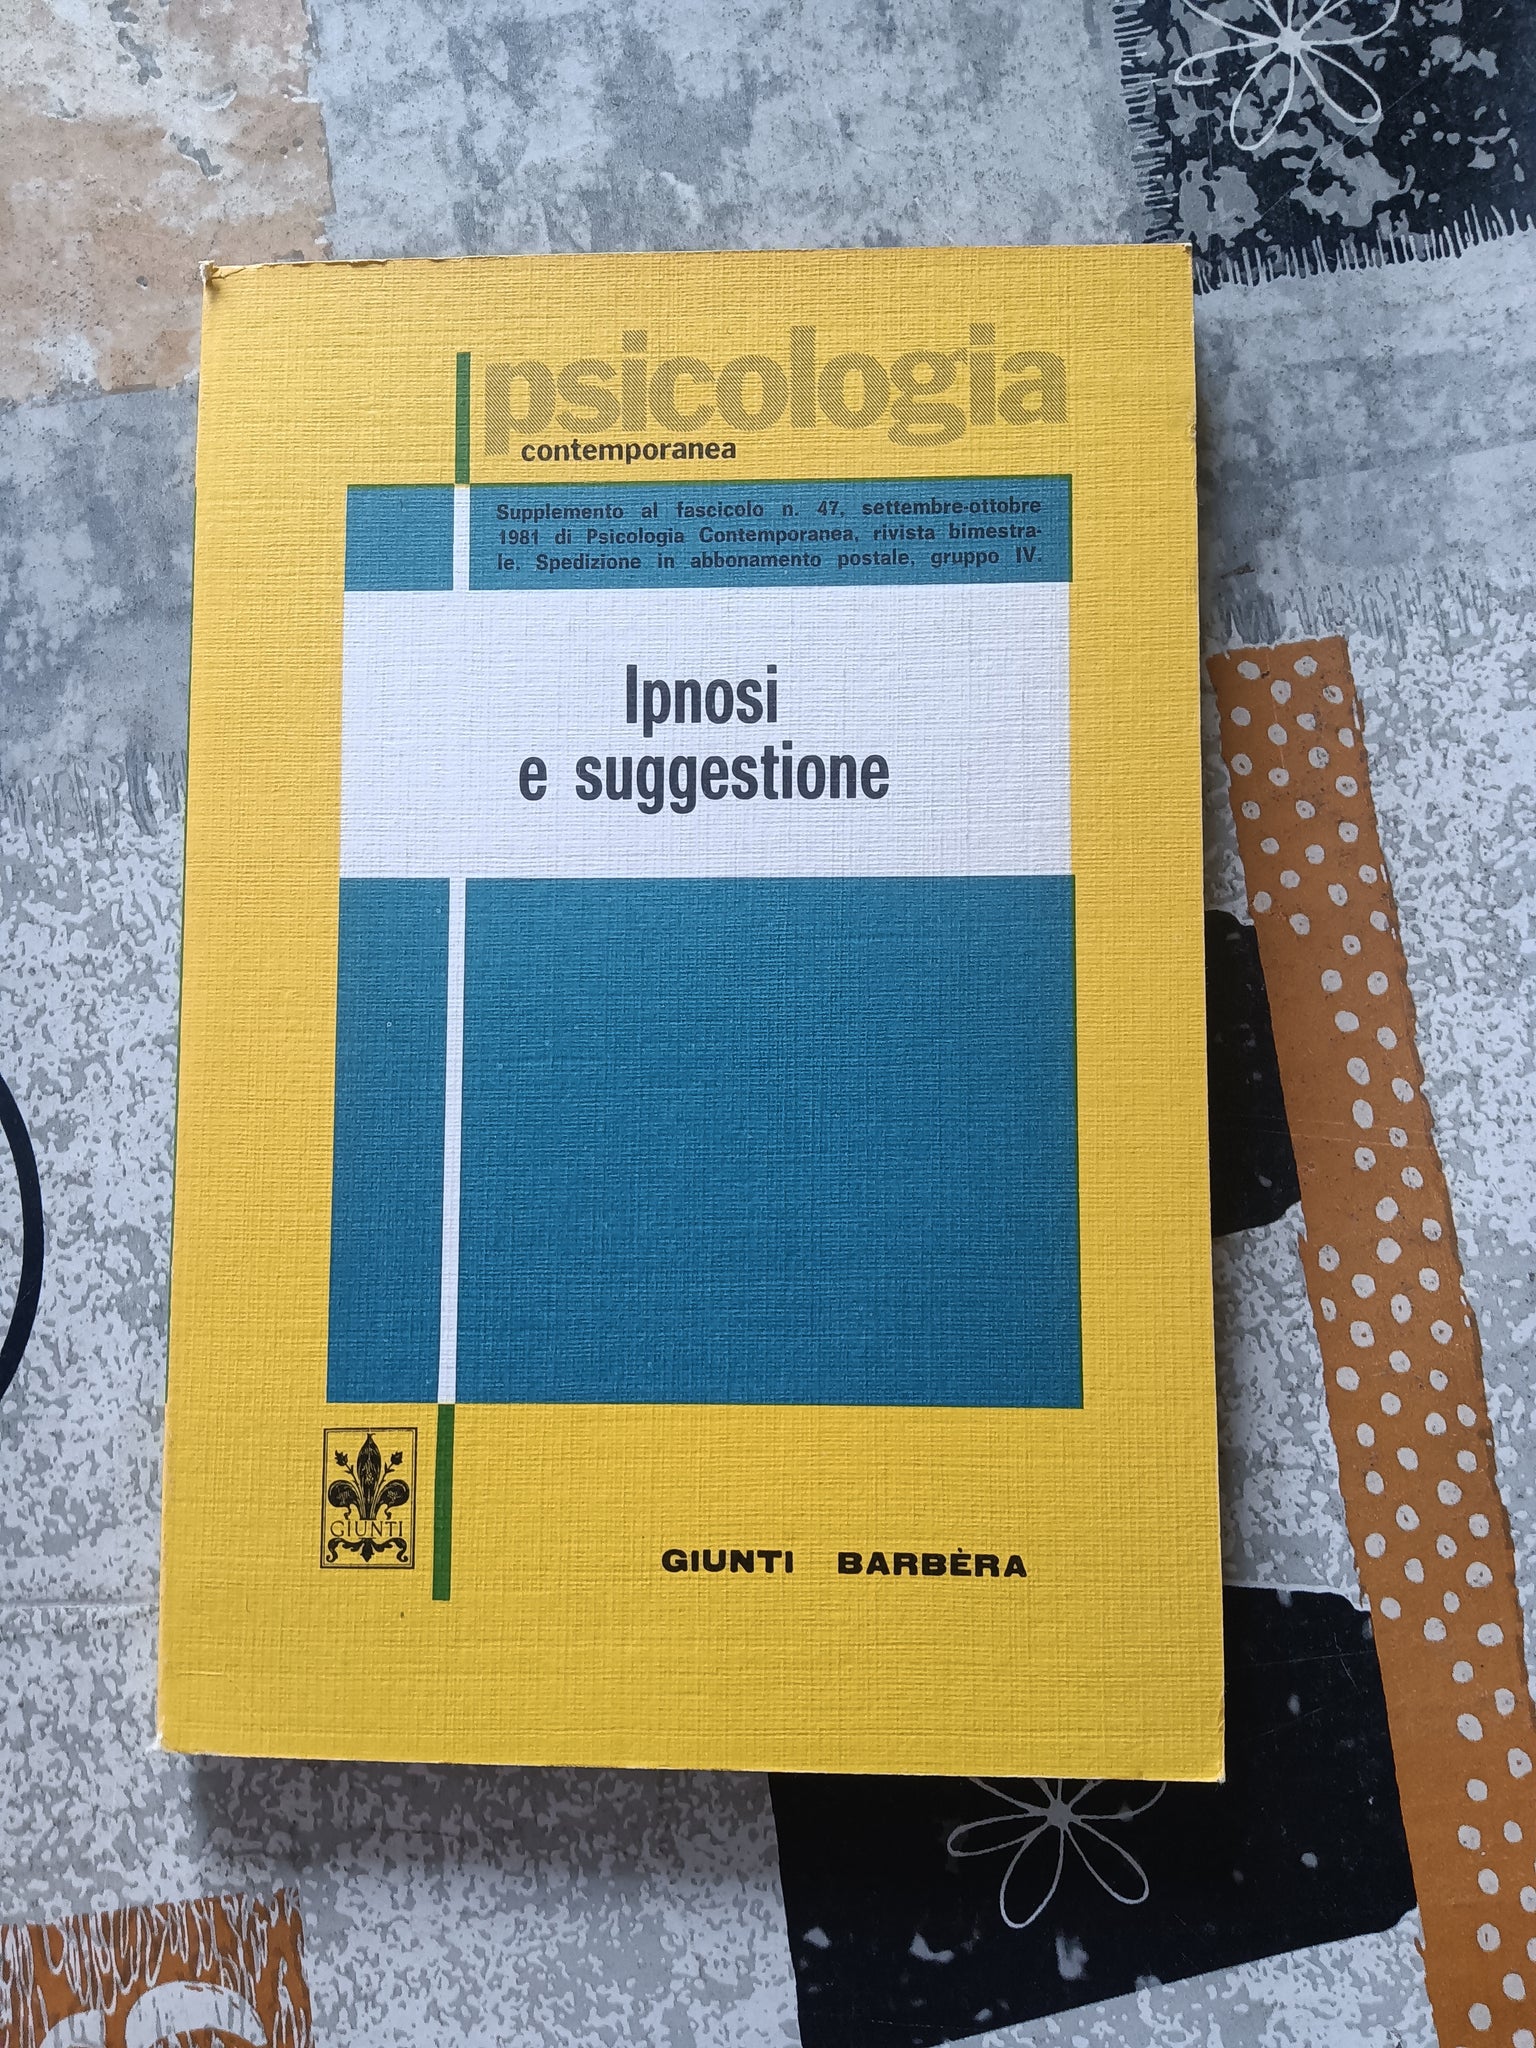 psicologia
contemporanea
Supplemento al fascicolo n. 47, settembre-ottobre
1981 di Psicologia Contemporanea, rivista bimestra-
le. Spedizione in abbonamento postale, gruppo IV.
Ipnosi
e suggestione
GIUNTI
GIUNTI BARBÈRA